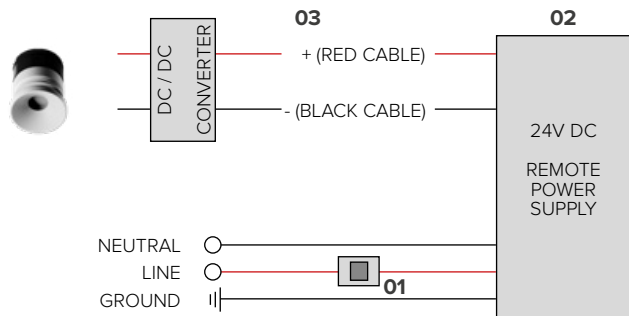 03
02
DC / DC
CONVERTER
+ (RED CABLE)
- (BLACK CABLE)
24V DC
REMOTE
POWER
SUPPLY
NEUTRAL
LINE
01
GROUND